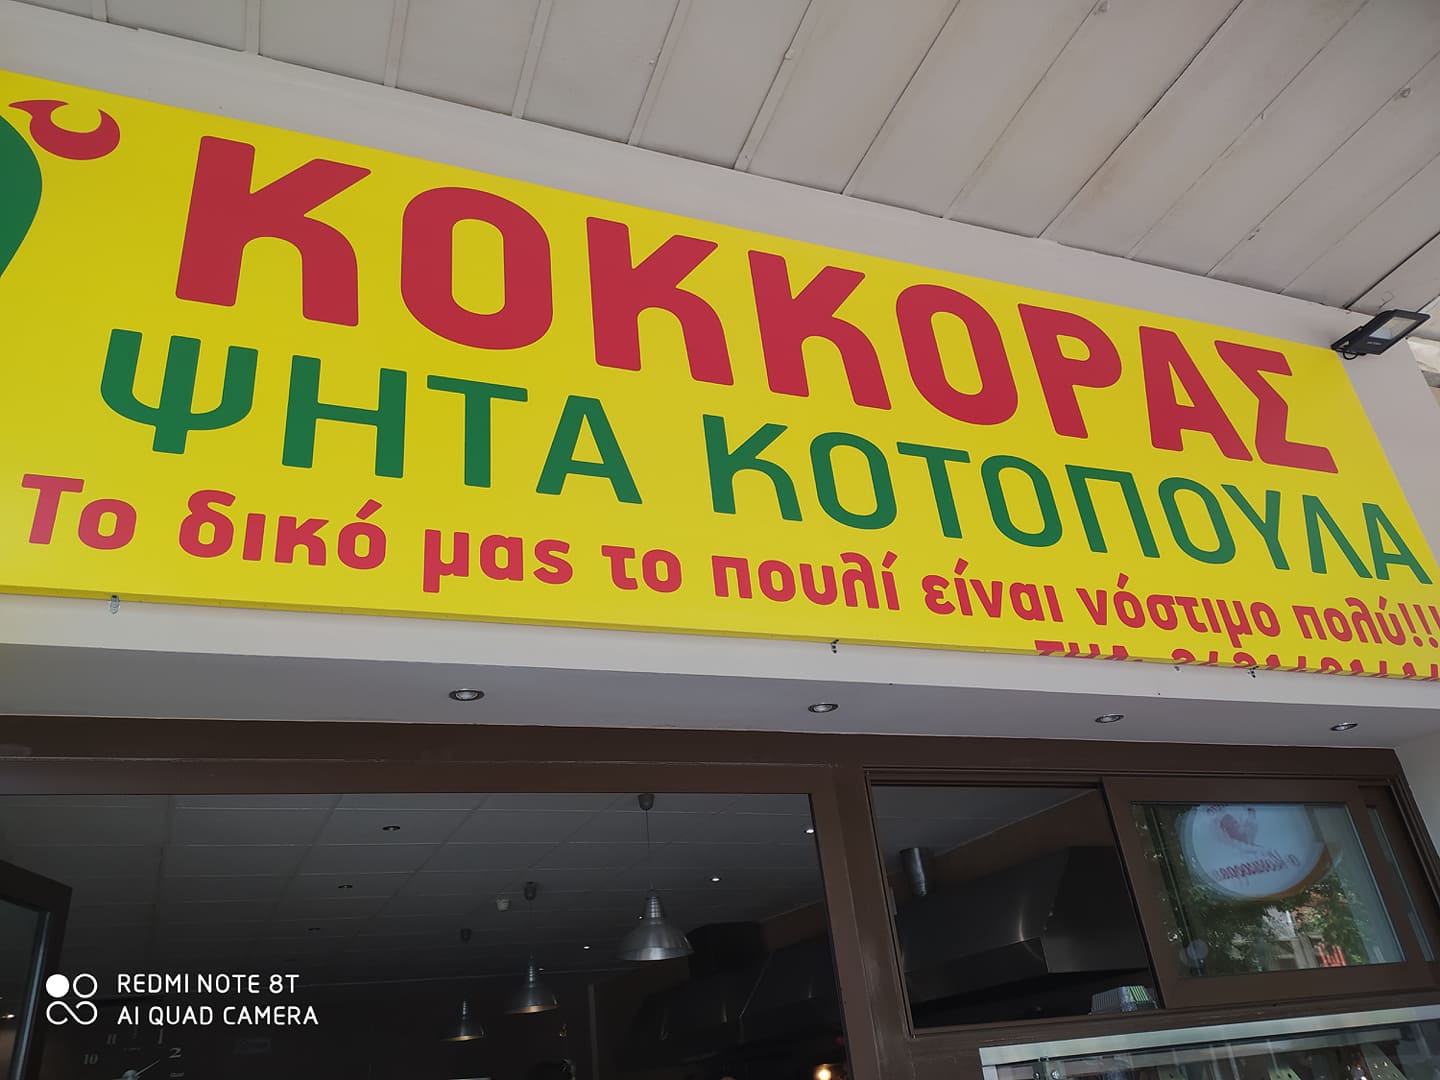 ΚΟΚΚΟΡΑΣ
ΨΗΤΑ ΚΟΤΟΠΟΥΛΑ
Το δικό μας το πουλί είναι νόστιμο πολύ!!!
REDMI NOTE 8T
AI QUAD CAMERA